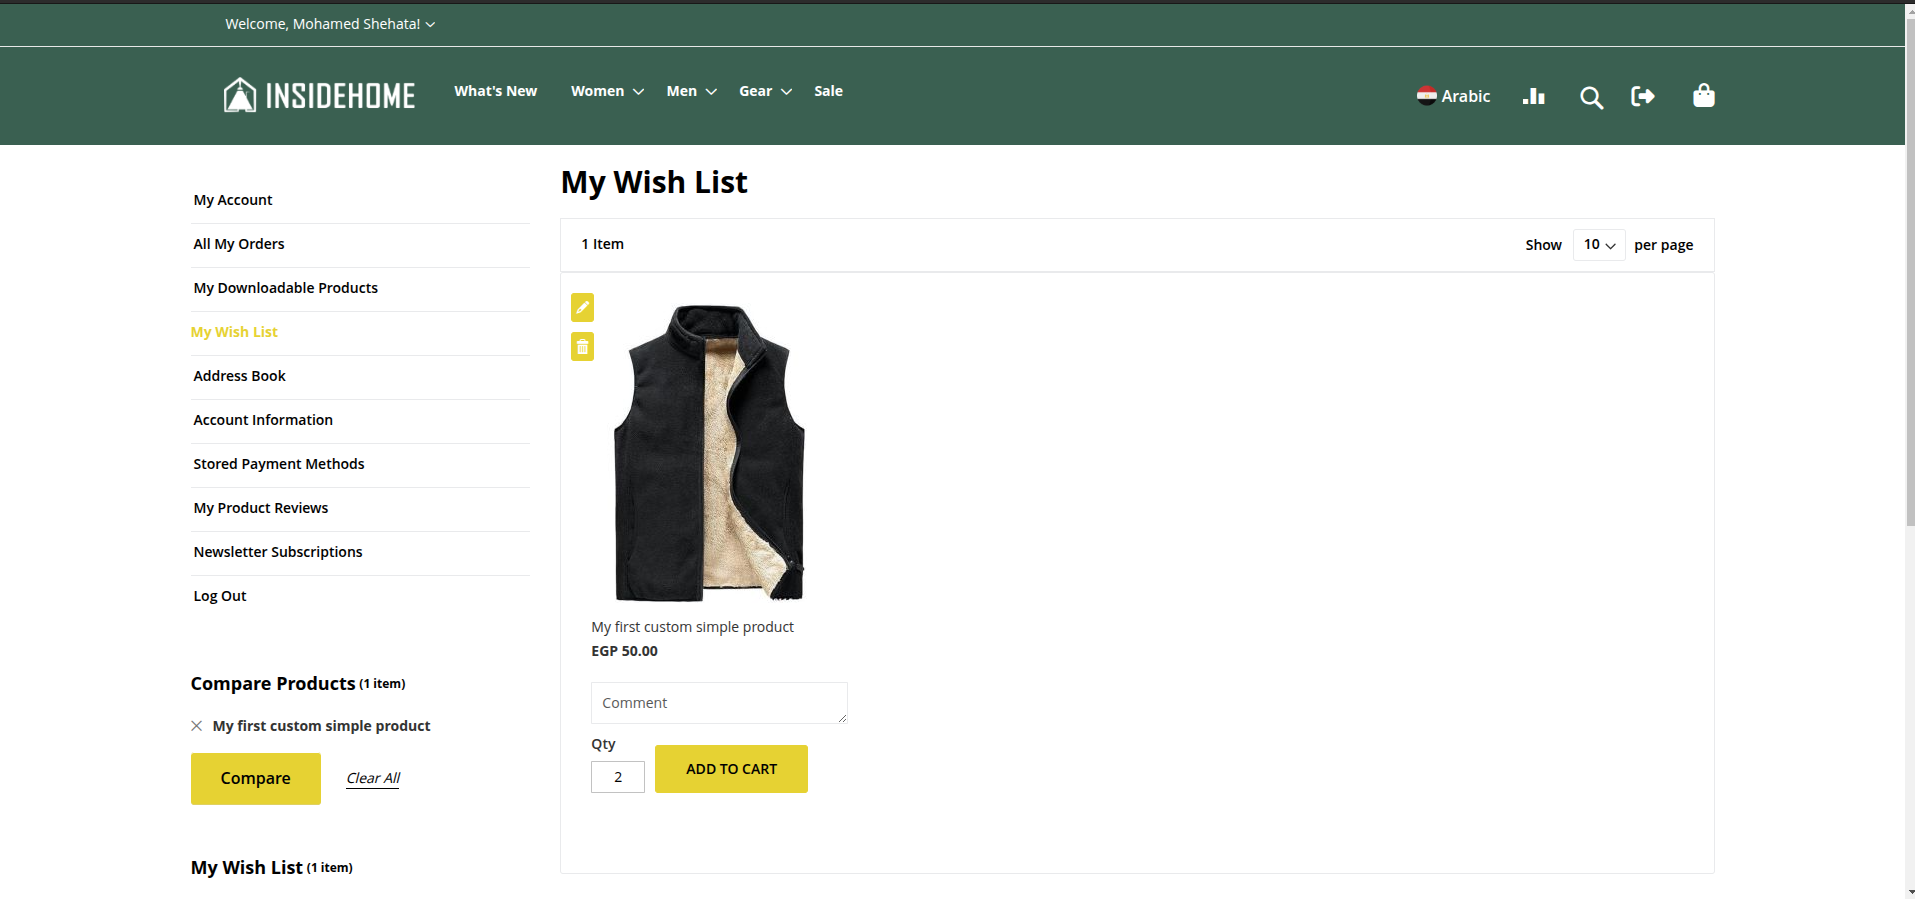 Welcome, Mohamed Shehata!
INSIDEHOME
What's New Women Men Gear Sale
Arabic
My Account
All My Orders
My Downloadable Products
My Wish List
Address Book
Account Information
Stored Payment Methods
My Product Reviews
Newsletter Subscriptions
Log Out
Compare Products (1 item)
My first custom simple product
Compare Clear All
My Wish List (1 item)
My Wish List
1 Item
Show 10 per page
My first custom simple product
EGP 50.00
Comment
Qty
2
ADD TO CART